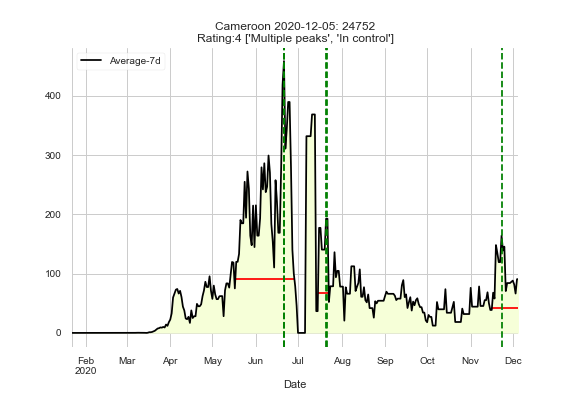 Cameroon 2020-12-05: 24752
Rating:4 ['Multiple peaks', 'In control']
Average-7d
400
300
200
100
0
Feb Mar Apr May Jun Jul Aug Sep Oct Nov Dec
2020
Date